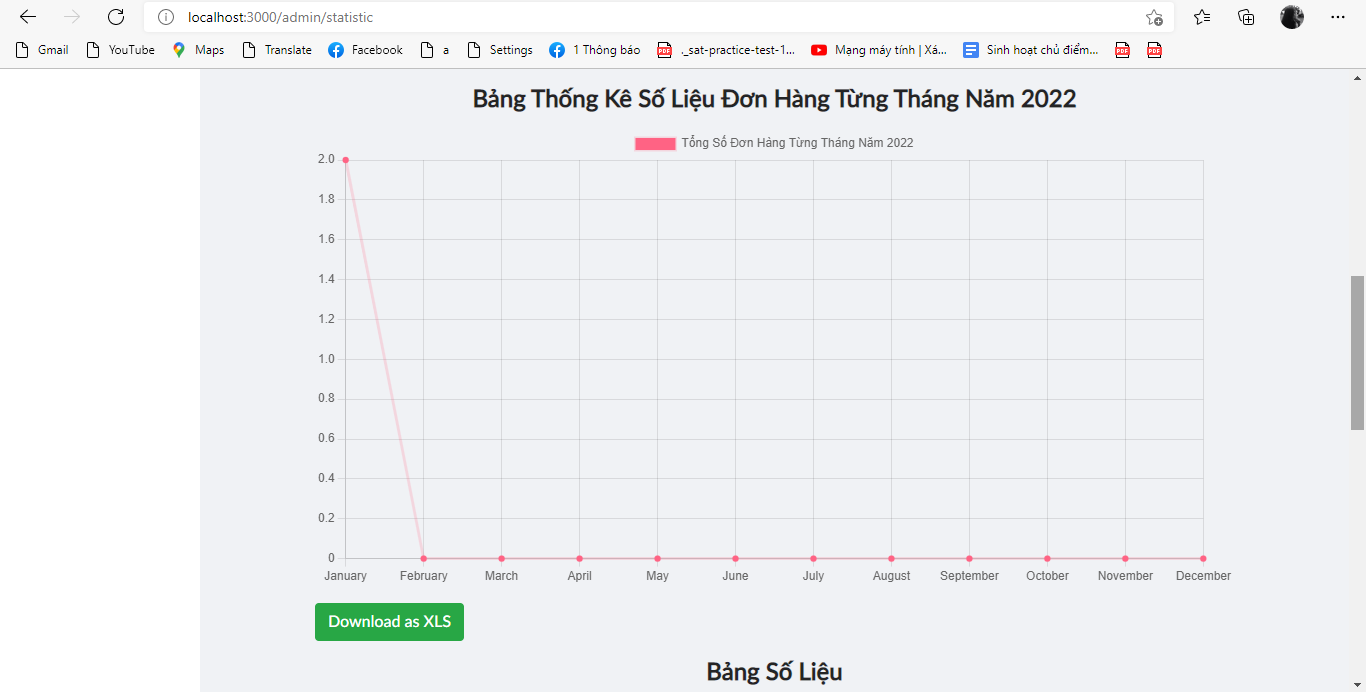 localhost:3000/admin/statistic
Gmail YouTube Maps Translate Facebook a Settings 1 Thông báo ._sat-practice-test-1... Mạng máy tính | Xá... Sinh hoạt chủ điểm... PDF PDF
Bảng Thống Kê Số Liệu Đơn Hàng Từng Tháng Năm 2022
Tổng Số Đơn Hàng Từng Tháng Năm 2022
2.0
1.8
1.6
1.4
1.2
1.0
0.8
0.6
0.4
0.2
0
January February March April May June July August September October November December
Download as XLS
Bảng Số Liệu